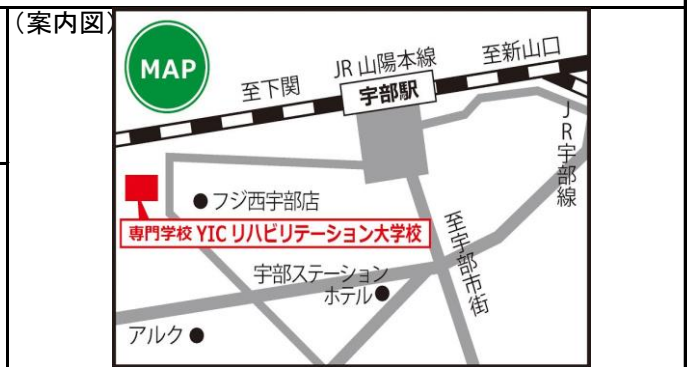 (案内図)
MAP
JR山陽本線
至新山口
至下関
宇部駅
JR宇部線
フジ西宇部店
専門学校 YICリハビリテーション大学校
至宇部市街
宇部ステーション
ホテル
アルク